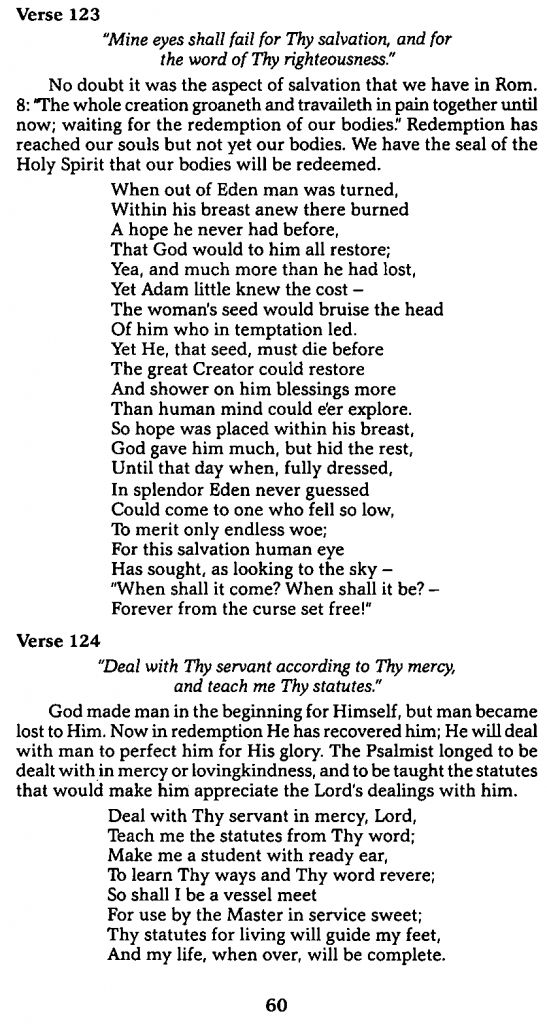 Verse 123
"Mine eyes shall fail for Thy salvation, and for
the word of Thy righteousness."
No doubt it was the aspect of salvation that we have in Rom.
8: "The whole creation groaneth and travaileth in pain together until
now; waiting for the redemption of our bodies." Redemption has
reached our souls but not yet our bodies. We have the seal of the
Holy Spirit that our bodies will be redeemed.
When out of Eden man was turned,
Within his breast anew there burned
A hope he never had before,
That God would to him all restore;
Yea, and much more than he had lost,
Yet Adam little knew the cost –
The woman's seed would bruise the head
Of him who in temptation led.
Yet He, that seed, must die before
The great Creator could restore
And shower on him blessings more
Than human mind could e'er explore.
So hope was placed within his breast,
God gave him much, but hid the rest,
Until that day when, fully dressed,
In splendor Eden never guessed
Could come to one who fell so low,
To merit only endless woe;
For this salvation human eye
Has sought, as looking to the sky –
"When shall it come? When shall it be? –
Forever from the curse set free!"
Verse 124
"Deal with Thy servant according to Thy mercy,
and teach me Thy statutes."
God made man in the beginning for Himself, but man became
lost to Him. Now in redemption He has recovered him; He will deal
with man to perfect him for His glory. The Psalmist longed to be
dealt with in mercy or lovingkindness, and to be taught the statutes
that would make him appreciate the Lord's dealings with him.
Deal with Thy servant in mercy, Lord,
Teach me the statutes from Thy word;
Make me a student with ready ear,
To learn Thy ways and Thy word revere;
So shall I be a vessel meet
For use by the Master in service sweet;
Thy statutes for living will guide my feet,
And my life, when over, will be complete.
60